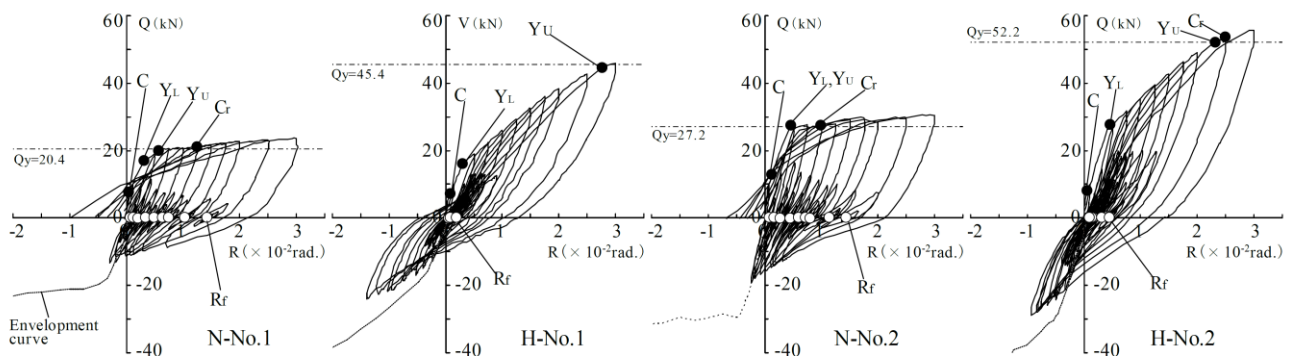 Q (kN)
60
40
20
0
-20
-40
-2
-1
1
2
3
R (× 10⁻²rad.)
Qy=20.4
C
YL
YU
Cr
Rf
Envelopment
curve
N-No.1
V (kN)
60
40
20
0
-20
-40
-2
-1
1
2
3
R (× 10⁻²rad.)
Qy=45.4
C
YL
YU
Rf
H-No.1
Q (kN)
60
40
20
0
-20
-40
-2
-1
1
2
3
R (× 10⁻²rad.)
Qy=27.2
C
YL,YU
Cr
Rf
N-No.2
Q (kN)
60
40
20
0
-20
-40
-2
-1
1
2
3
R (× 10⁻²rad.)
Qy=52.2
C
YL
YU
Cr
Rf
H-No.2